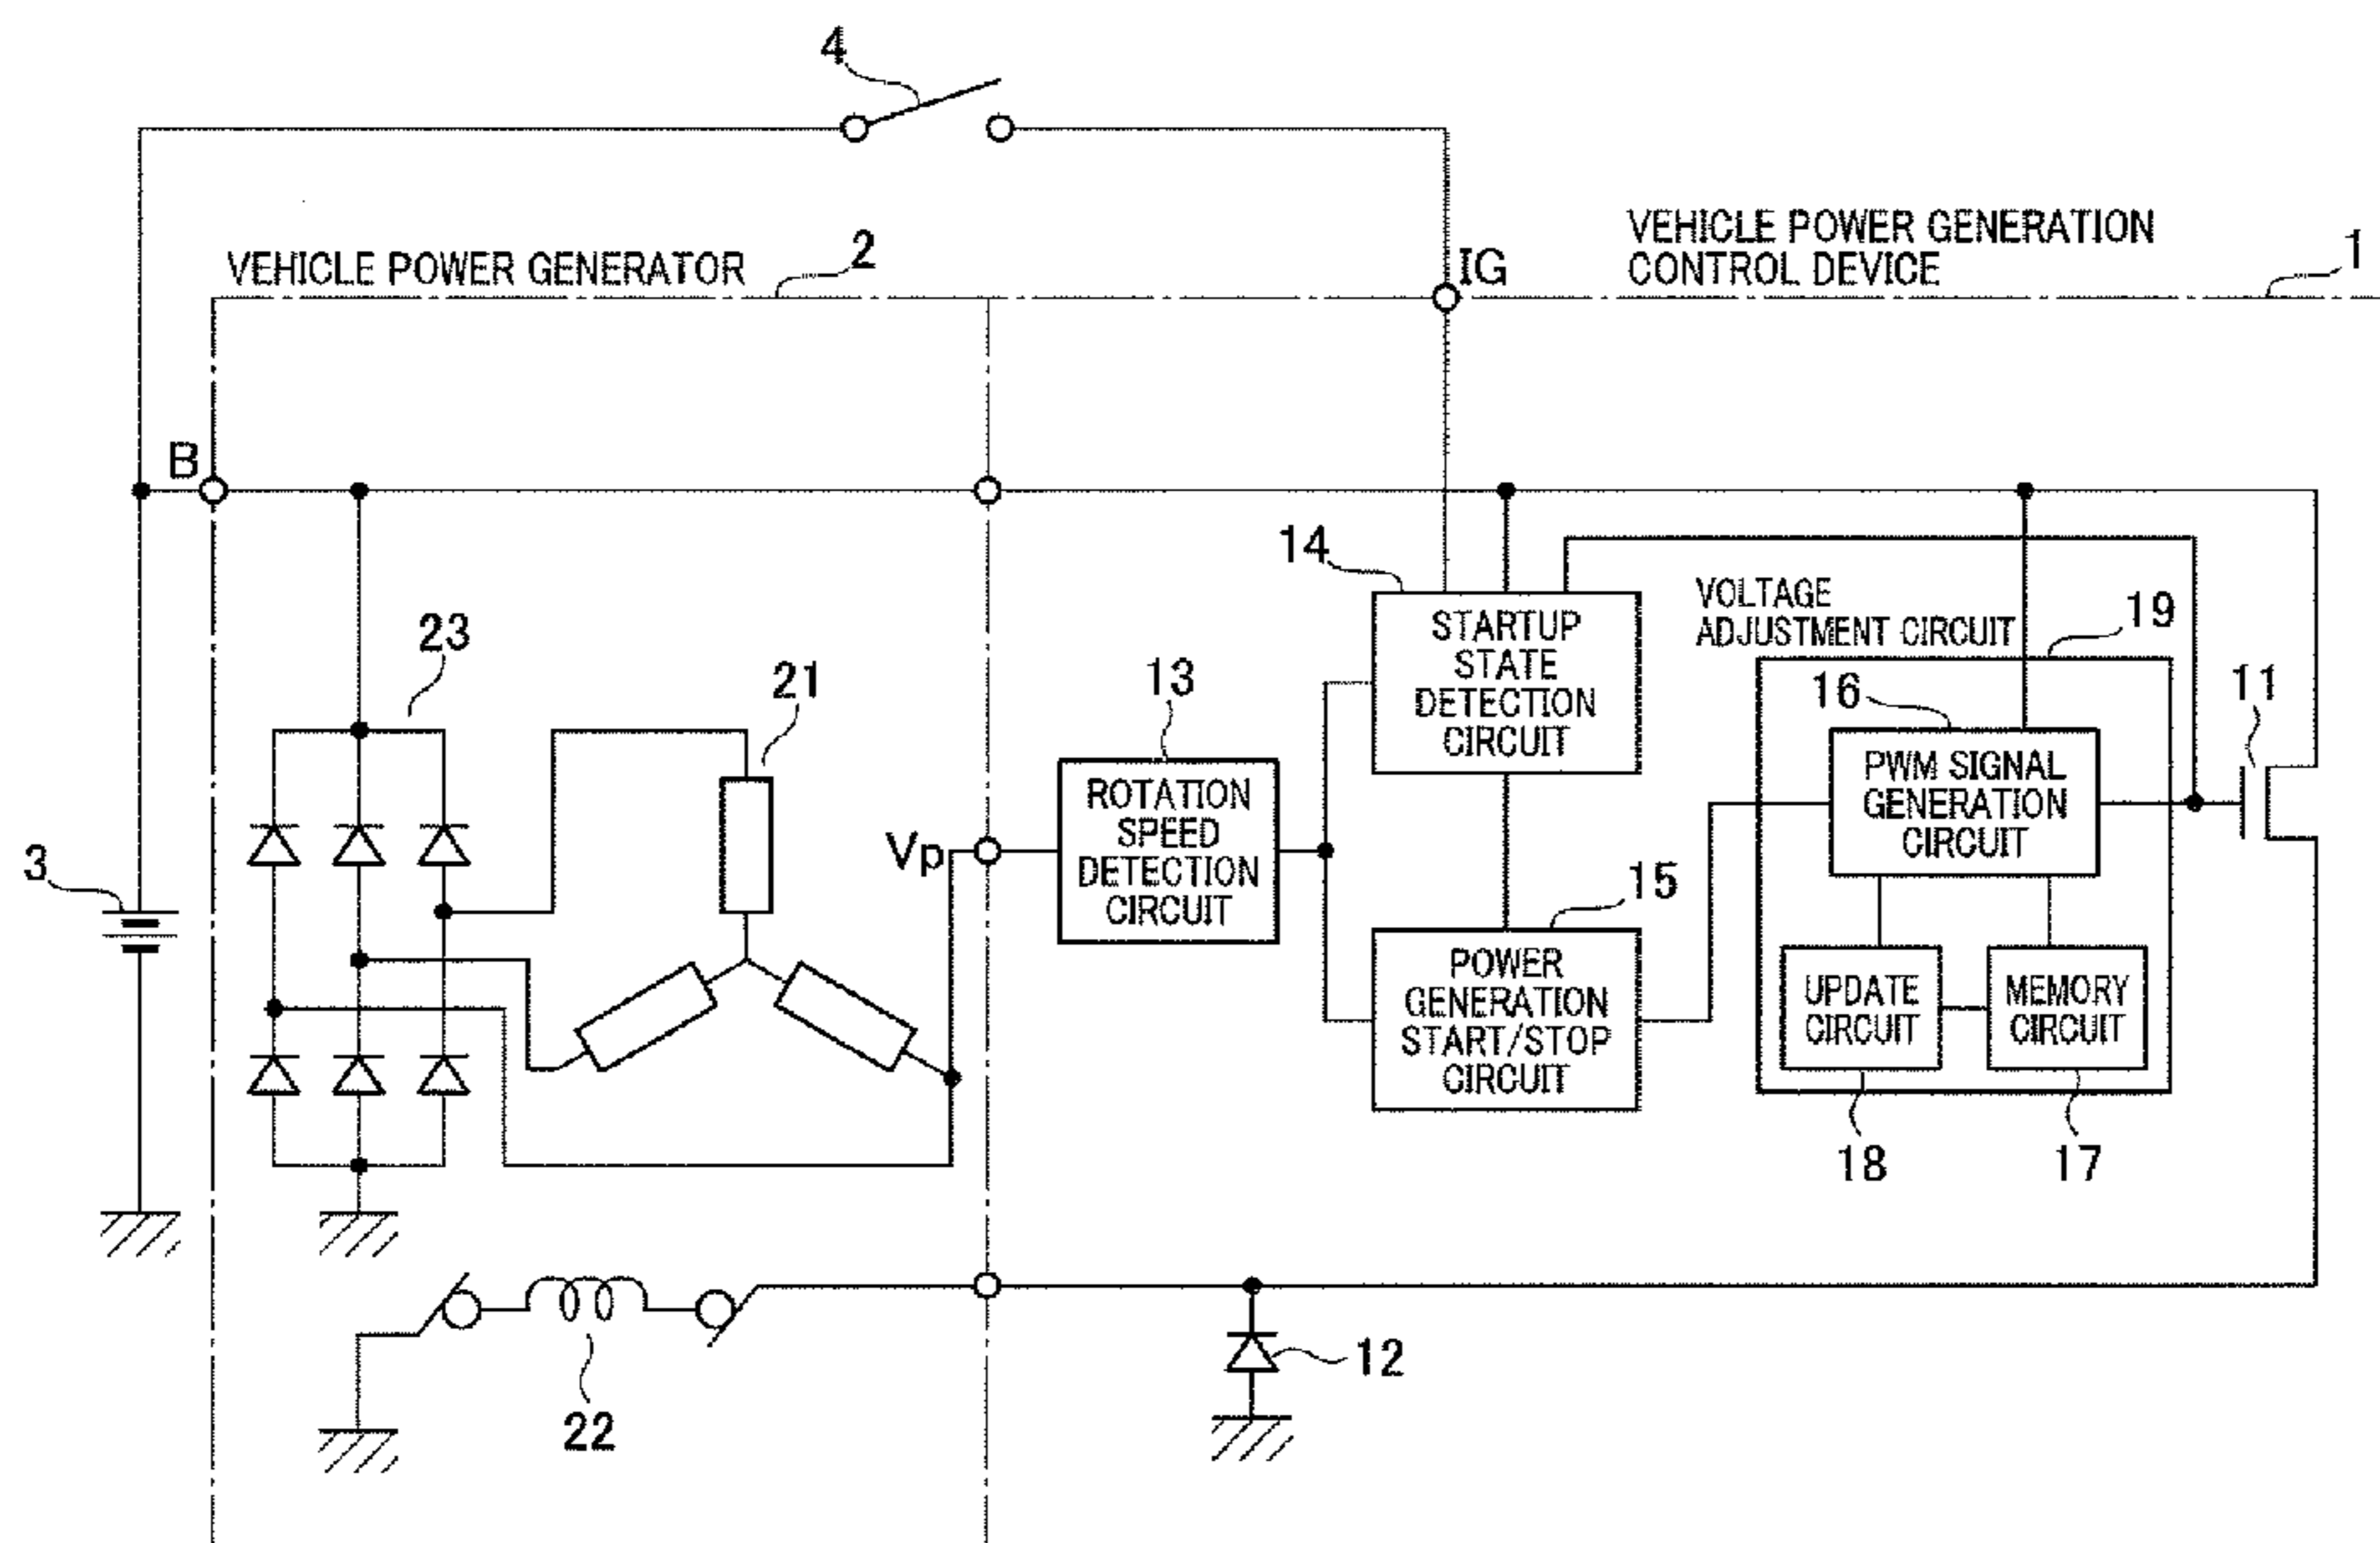 4
VEHICLE POWER GENERATOR
2
IG
VEHICLE POWER GENERATION
CONTROL DEVICE
1
B
14
STARTUP
STATE
DETECTION
CIRCUIT
VOLTAGE
ADJUSTMENT CIRCUIT
19
23
21
13
ROTATION
SPEED
DETECTION
CIRCUIT
16
PWM SIGNAL
GENERATION
CIRCUIT
11
3
Vp
15
POWER
GENERATION
START/STOP
CIRCUIT
UPDATE
CIRCUIT
MEMORY
CIRCUIT
18
17
12
22